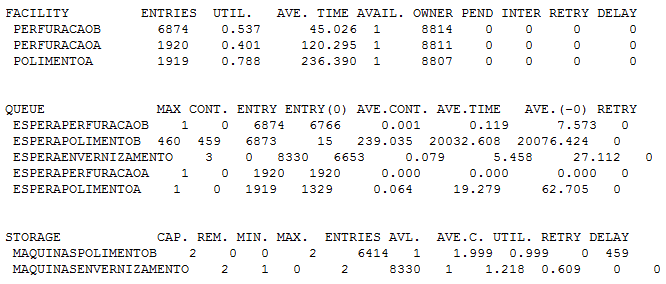 FACILITY ENTRIES UTIL. AVE. TIME AVAIL. OWNER PEND INTER RETRY DELAY
PERFURACAOB 6874 0.537 45.026 1 8814 0 0 0 0
PERFURACAOA 1920 0.401 120.295 1 8811 0 0 0 0
POLIMENTOA 1919 0.788 236.390 1 8807 0 0 0 0
QUEUE MAX CONT. ENTRY ENTRY(0) AVE.CONT. AVE.TIME AVE.(-0) RETRY
ESPERAPERFURACAOB 1 0 6874 6766 0.001 0.119 7.573 0
ESPERAPOLIMENTOB 460 459 6873 15 239.035 20032.608 20076.424 0
ESPERAENVERNIZAMENTO 3 0 8330 6653 0.079 5.458 27.112 0
ESPERAPERFURACAOA 1 0 1920 1920 0.000 0.000 0.000 0
ESPERAPOLIMENTOA 1 0 1919 1329 0.064 19.279 62.705 0
STORAGE CAP. REM. MIN. MAX. ENTRIES AVL. AVE.C. UTIL. RETRY DELAY
MAQUINASPOLIMENTOB 2 0 0 2 6414 1 1.999 0.999 0 459
MAQUINASENVERNIZAMENTO 2 1 0 2 8330 1 1.218 0.609 0 0